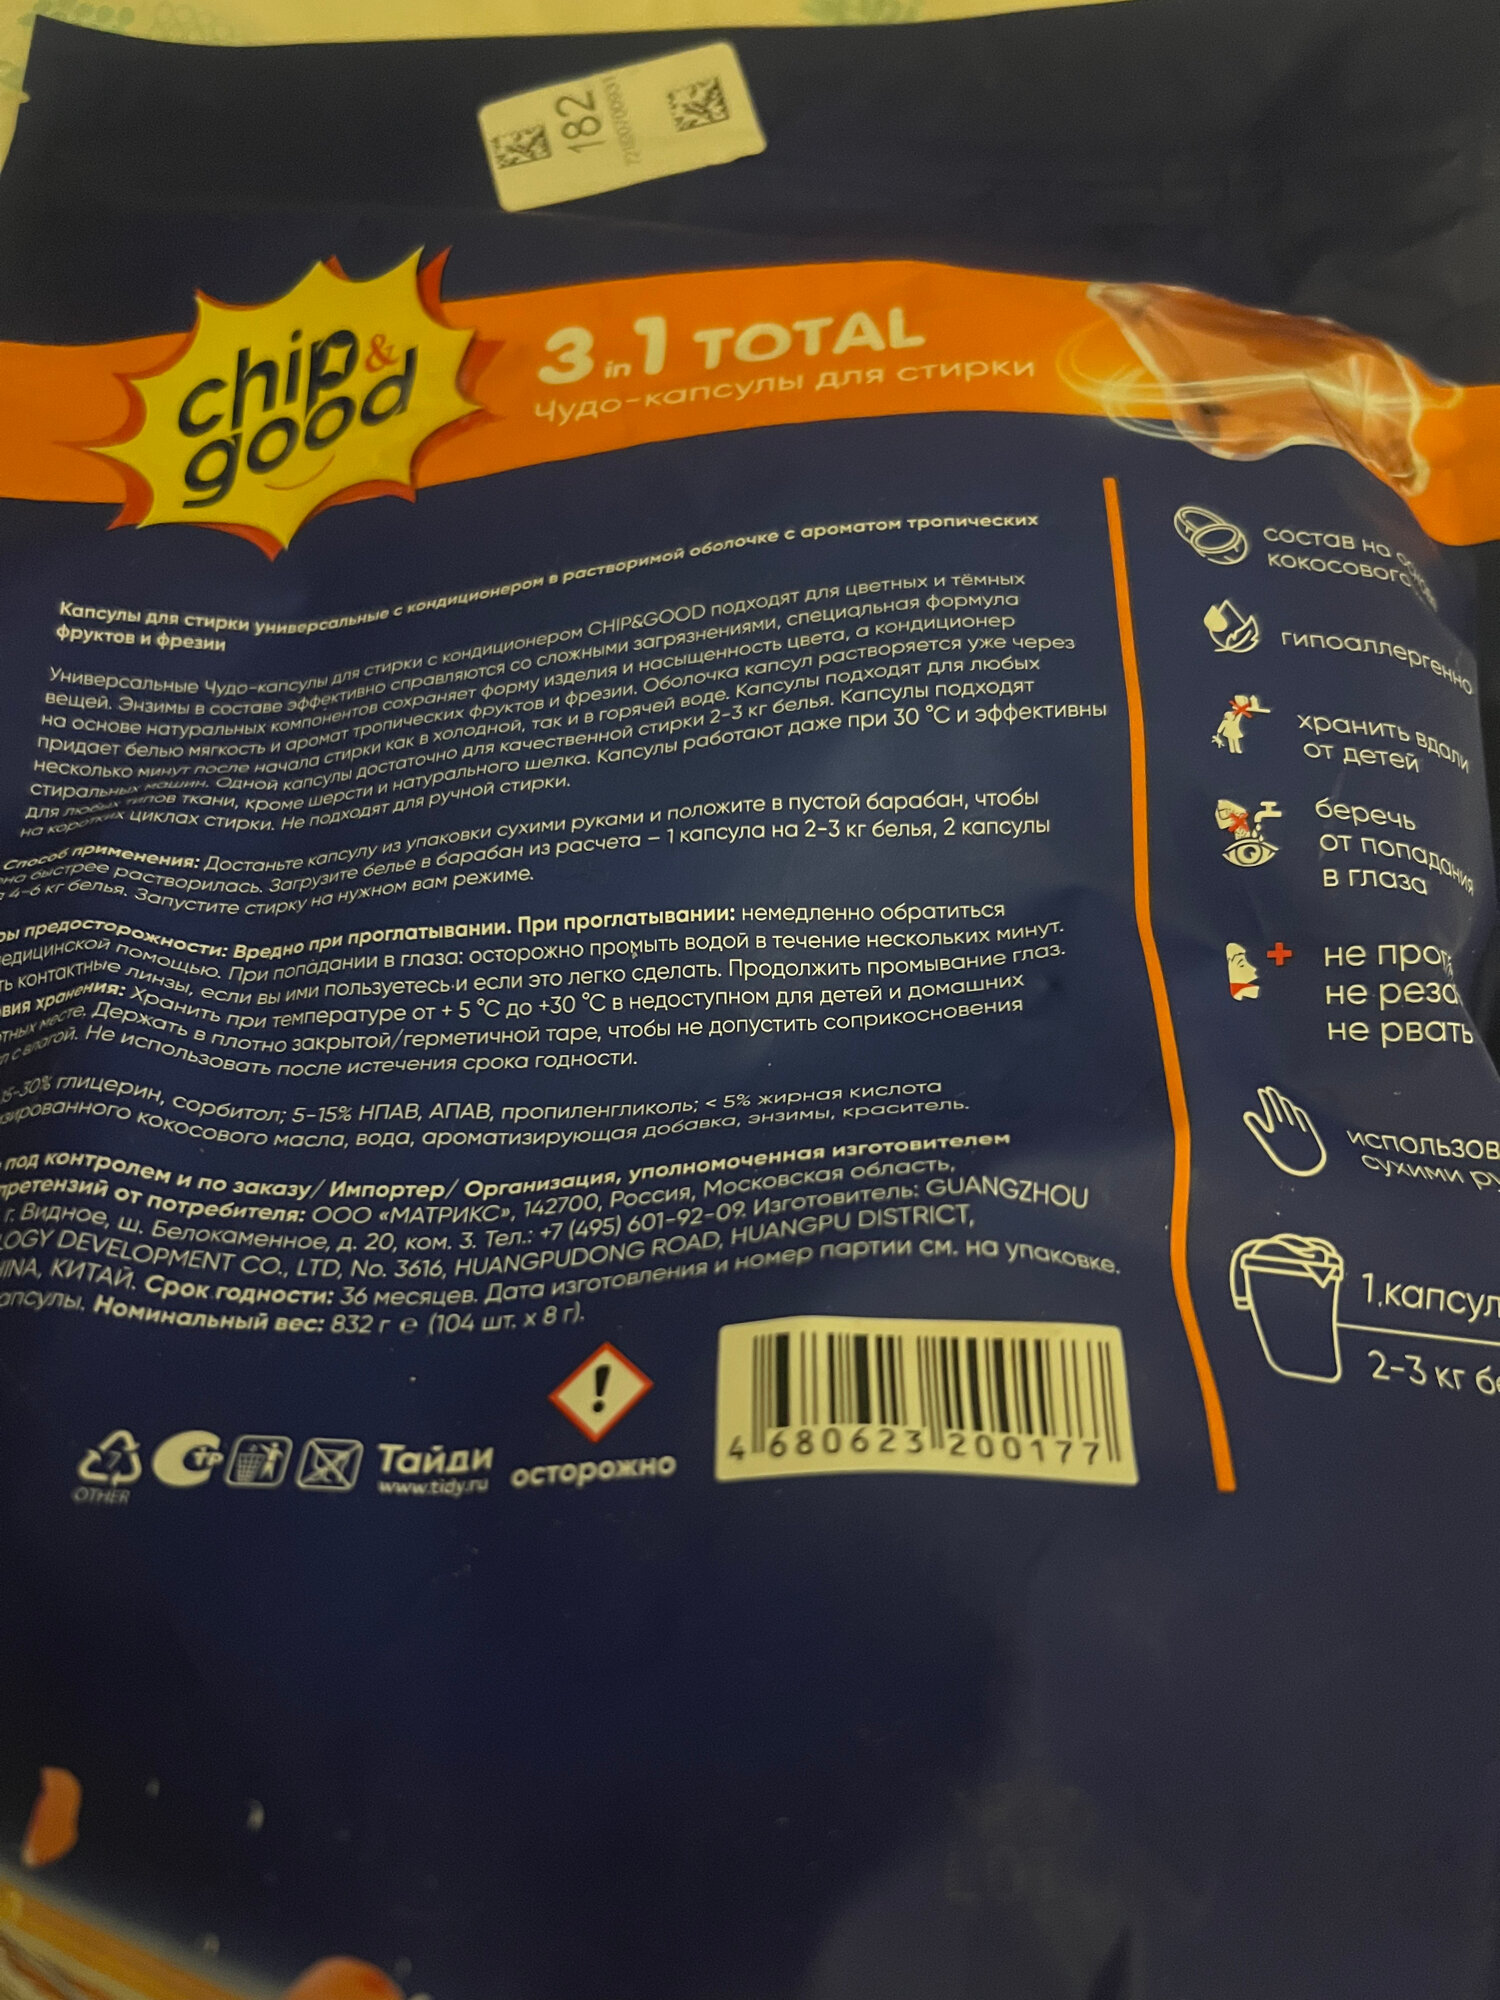 182
chip &
good
3 in 1 TOTAL
Чудо-капсулы для стирки
Капсулы для стирки универсальные с кондиционером в растворимой оболочке с ароматом тропических
фруктов и фрезии
Универсальные Чудо-капсулы для стирки с кондиционером CHIP&GOOD подходят для цветных и тёмных
вещей. Энзимы в составе эффективно справляются со сложными загрязнениями, специальная формула
на основе натуральных компонентов сохраняет форму изделия и насыщенность цвета, а кондиционер
придает белью мягкость и аромат тропических фруктов и фрезии. Оболочка капсул растворяется уже через
несколько минут после начала стирки как в холодной, так и в горячей воде. Капсулы подходят для любых
стиральных машин. Одной капсулы достаточно для качественной стирки 2-3 кг белья. Капсулы подходят
для любых типов ткани, кроме шерсти и натурального шелка. Капсулы работают даже при 30 °C и эффективны
на коротких циклах стирки. Не подходят для ручной стирки.
Способ применения: Достаньте капсулу из упаковки сухими руками и положите в пустой барабан, чтобы
быстрее растворилась. Загрузите белье в барабан из расчета – 1 капсула на 2-3 кг белья, 2 капсулы
4-6 кг белья. Запустите стирку на нужном вам режиме.
предосторожности: Вредно при проглатывании. При проглатывании: немедленно обратиться
помощью. При попадании в глаза: осторожно промыть водой в течение нескольких минут.
контактные линзы, если вы ими пользуетесь и если это легко сделать. Продолжить промывание глаз.
хранения: Хранить при температуре от + 5 °C до +30 °C в недоступном для детей и домашних
месте. Держать в плотно закрытой/герметичной таре, чтобы не допустить соприкосновения
с влагой. Не использовать после истечения срока годности.
15-30% глицерин, сорбитол; 5-15% НПАВ, АПАВ, пропиленгликоль; < 5% жирная кислота
кокосового масла, вода, ароматизирующая добавка, энзимы, краситель.
под контролем и по заказу/ Импортер/ Организация, уполномоченная изготовителем
претензий от потребителя: ООО «МАТРИКС», 142700, Россия, Московская область,
г. Видное, ш. Белокаменное, д. 20, ком. 3. Тел.: +7 (495) 601-92-09. Изготовитель: GUANGZHOU
DEVELOPMENT CO., LTD, No. 3616, HUANGPUDONG ROAD, HUANGPU DISTRICT,
КИТАЙ. Срок годности: 36 месяцев. Дата изготовления и номер партии см. на упаковке.
Номинальный вес: 832 г e (104 шт. x 8 г).
состав на
кокосового
гипоаллергенно
хранить вдали
от детей
беречь
от попадания
в глаза
не
не
не рвать
сухими
1
2-3 кг
7
OTHER
Тайди
www.tidy.ru
осторожно
4 680623 200177